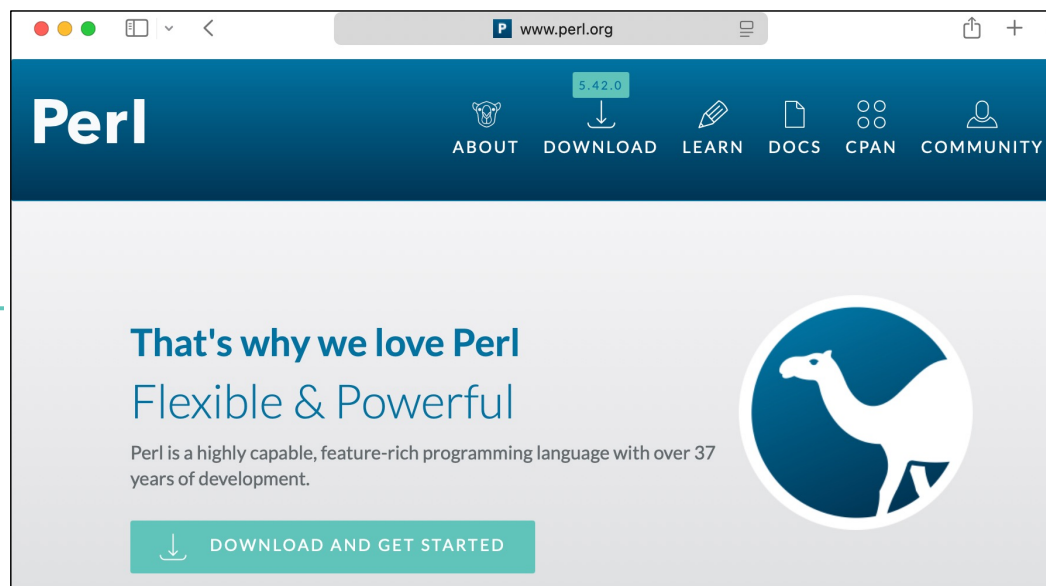 P www.perl.org
Perl
5.42.0
ABOUT DOWNLOAD LEARN DOCS CPAN COMMUNITY
That's why we love Perl
Flexible & Powerful
Perl is a highly capable, feature-rich programming language with over 37
years of development.
DOWNLOAD AND GET STARTED